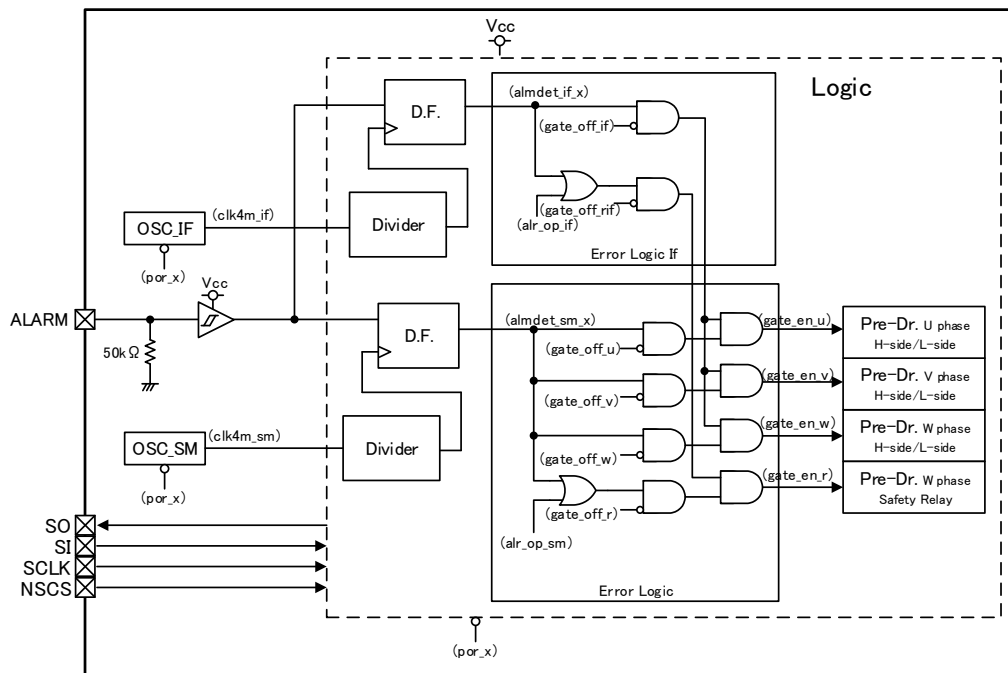 Vcc
Logic
D.F.
(almdet_if_x)
(gate_off_if)
(gate_off_rif)
(alr_op_if)
Error Logic If
OSC_IF
(clk4m_if)
Divider
(por_x)
Vcc
ALARM
50kΩ
D.F.
(almdet_sm_x)
(gate_off_u)
(gate_off_v)
(gate_off_w)
(gate_off_r)
(alr_op_sm)
Error Logic
(gate_en_u)
(gate_en_v)
(gate_en_w)
(gate_en_r)
Pre-Dr. U phase
H-side/L-side
Pre-Dr. V phase
H-side/L-side
Pre-Dr. W phase
H-side/L-side
Pre-Dr. W phase
Safety Relay
OSC_SM
(clk4m_sm)
Divider
(por_x)
SO
SI
SCLK
NSCS
(por_x)